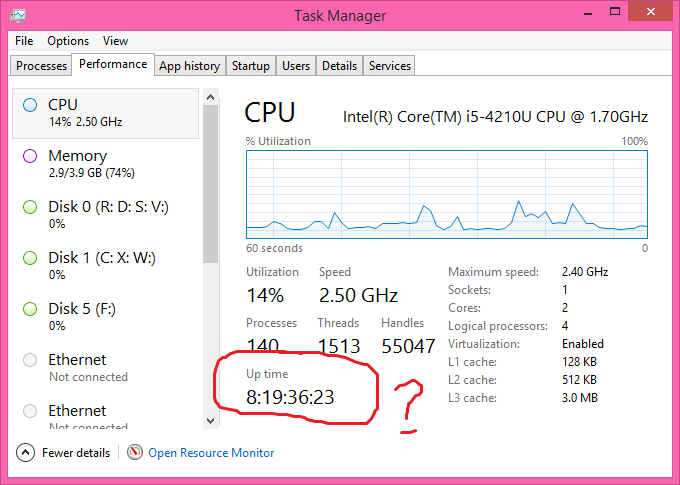 Task Manager
File Options View
Processes Performance App history Startup Users Details Services
CPU
14% 2.50 GHz
Memory
2.9/3.9 GB (74%)
Disk 0 (R: D: S: V:)
0%
Disk 1 (C: X: W:)
0%
Disk 5 (F:)
0%
Ethernet
Not connected
Ethernet
Not connected
CPU Intel(R) Core(TM) i5-4210U CPU @ 1.70GHz
% Utilization 100%
60 seconds 0
Utilization Speed
14% 2.50 GHz
Processes Threads Handles
140 1513 55047
Up time
8:19:36:23
?
Maximum speed: 2.40 GHz
Sockets: 1
Cores: 2
Logical processors: 4
Virtualization: Enabled
L1 cache: 128 KB
L2 cache: 512 KB
L3 cache: 3.0 MB
Fewer details Open Resource Monitor